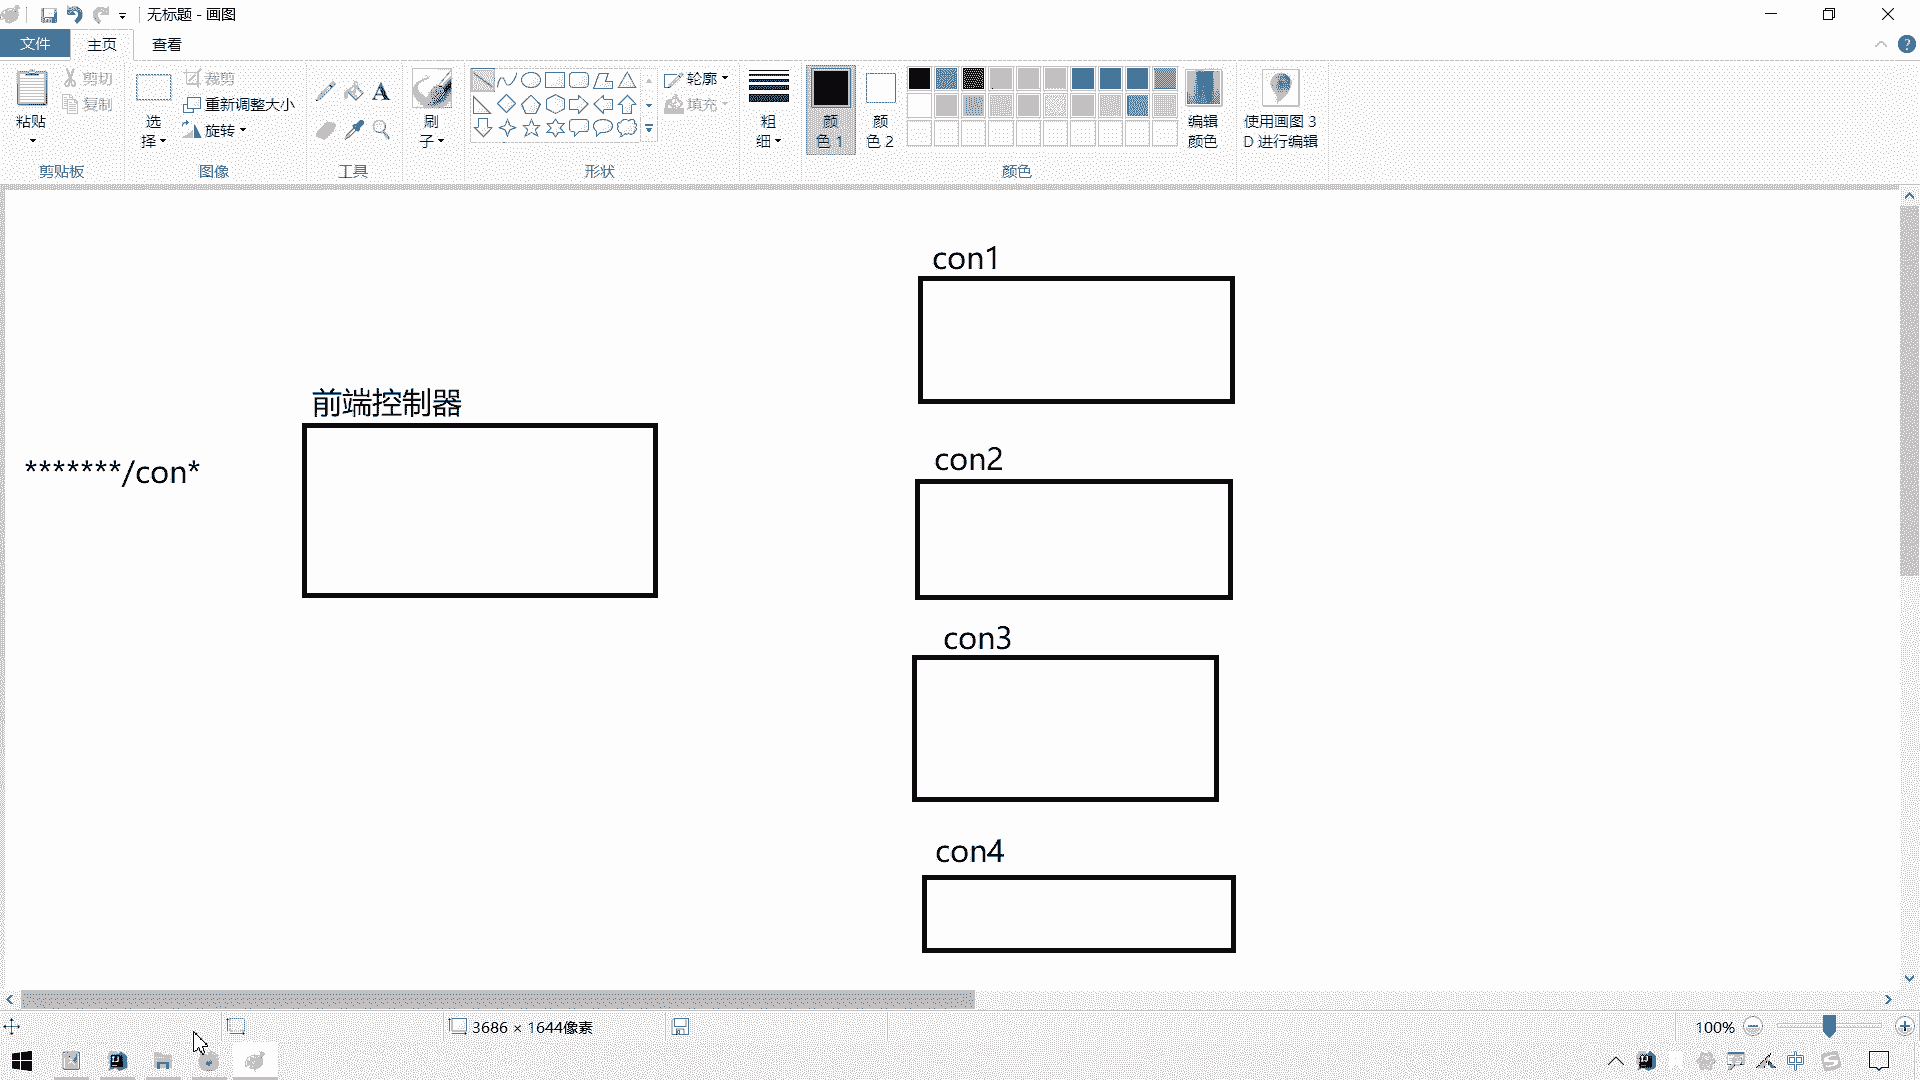 无标题 - 画图
文件 主页 查看
粘贴
剪切
复制
剪贴板
选择
裁剪
重新调整大小
旋转
图像
A
工具
刷子
轮廓
填充
形状
粗细
颜色 1
颜色 2
编辑颜色
颜色
使用画图 3
D 进行编辑
con1
前端控制器
*******/con*
con2
con3
con4
3686 × 1644像素
100%
中